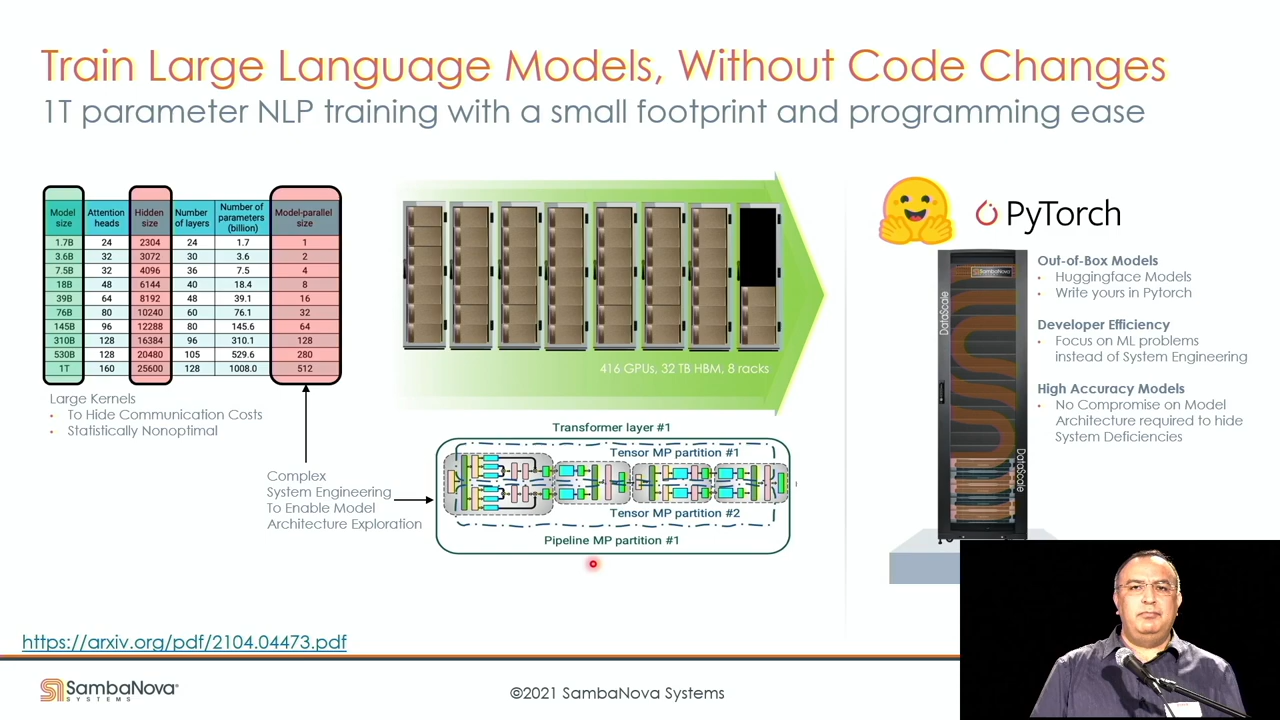 Train Large Language Models, Without Code Changes
1T parameter NLP training with a small footprint and programming ease
Model size Attention heads Hidden size Number of layers Number of parameters (billion) Model-parallel size
1.7B 24 2304 24 1.7 1
3.6B 32 3072 30 3.6 2
7.5B 32 4096 36 7.5 4
18B 48 6144 40 18.4 8
39B 64 8192 48 39.1 16
76B 80 10240 60 76.1 32
145B 96 12288 80 145.6 64
310B 128 16384 96 310.1 128
530B 128 20480 105 529.6 280
1T 160 25600 128 1008.0 512
Large Kernels
• To Hide Communication Costs
• Statistically Nonoptimal
Complex
System Engineering
To Enable Model
Architecture Exploration
416 GPUs, 32 TB HBM, 8 racks
Transformer layer #1
Tensor MP partition #1
Tensor MP partition #2
Pipeline MP partition #1
PyTorch
SambaNova
DataScale
DataScale
Out-of-Box Models
• Huggingface Models
• Write yours in Pytorch
Developer Efficiency
• Focus on ML problems
instead of System Engineering
High Accuracy Models
• No Compromise on Model
Architecture required to hide
System Deficiencies
https://arxiv.org/pdf/2104.04473.pdf
SambaNova®
SYSTEMS
©2021 SambaNova Systems